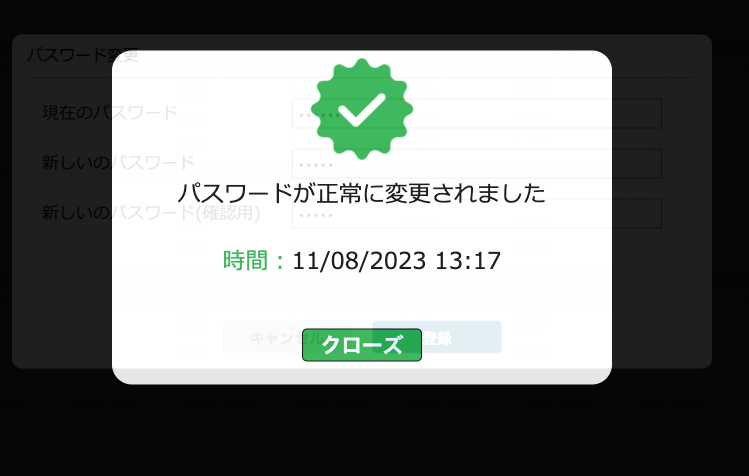 パスワード変更
現在のパスワード
新しいのパスワード
新しいのパスワード(確認用)
パスワードが正常に変更されました
時間：11/08/2023 13:17
キャンセル 登録
クローズ